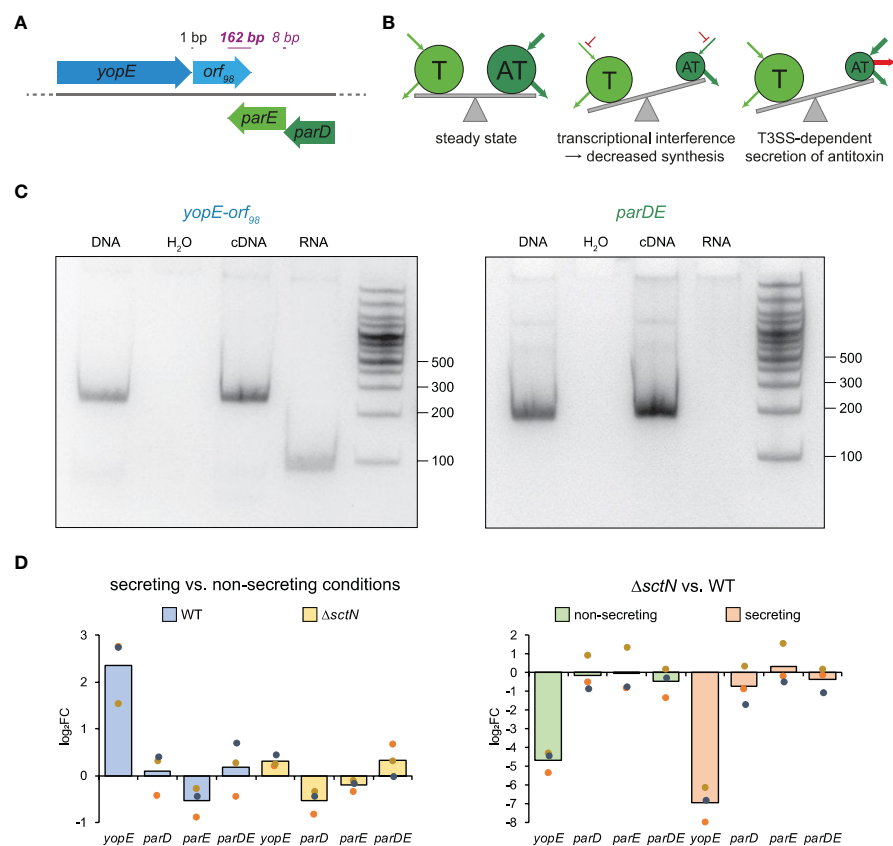 A
1 bp 162 bp 8 bp
yopE orf98
parE parD
B
T AT T AT T AT
steady state
transcriptional interference
→ decreased synthesis
T3SS-dependent
secretion of antitoxin
C
yopE-orf98
DNA H2O cDNA RNA
500
300
200
100
parDE
DNA H2O cDNA RNA
500
300
200
100
D
secreting vs. non-secreting conditions
WT ΔsctN
log2FC
3
2
1
0
-1
yopE parD parE parDE yopE parD parE parDE
ΔsctN vs. WT
non-secreting secreting
log2FC
2
1
0
-1
-2
-3
-4
-5
-6
-7
-8
yopE parD parE parDE yopE parD parE parDE